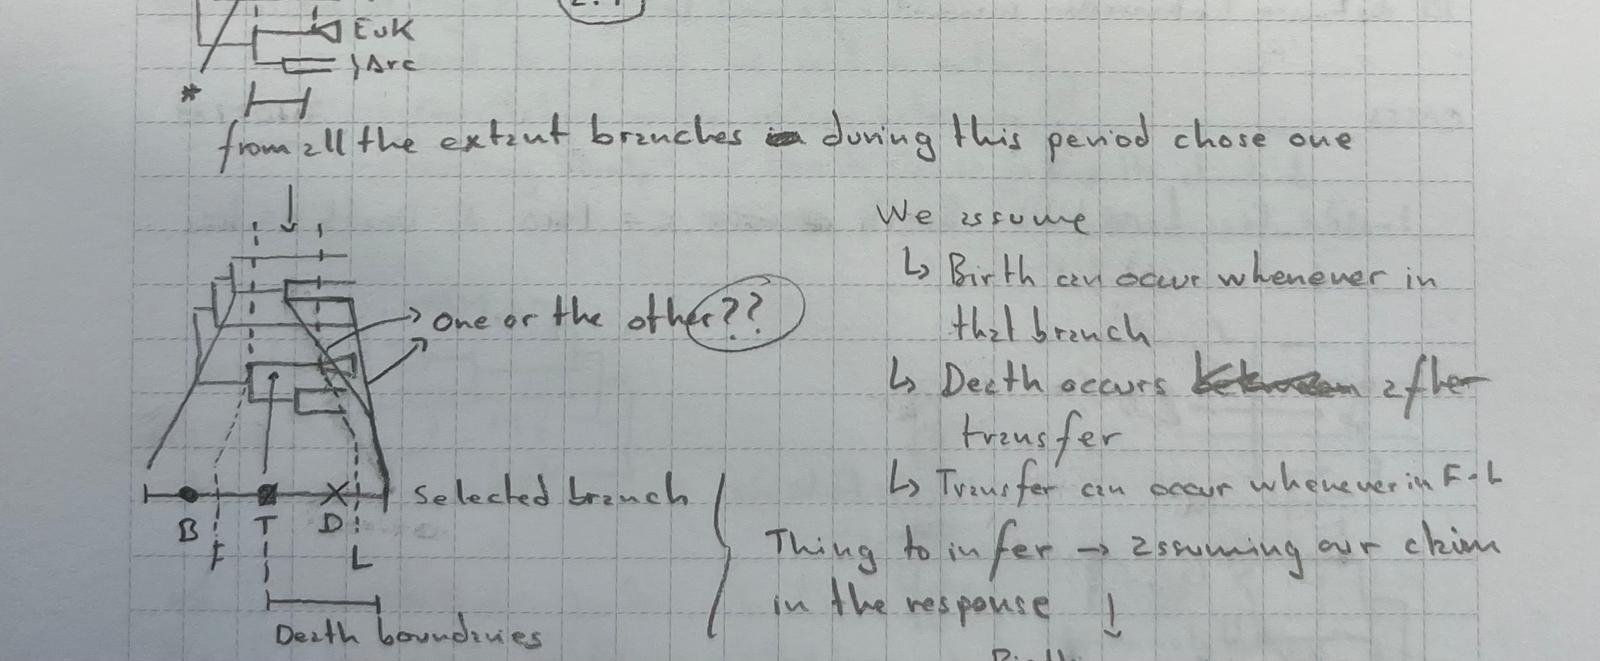 Euk
Arc
*
from all the extant branches during this period chose one
We assume
↳ Birth can occur whenever in
that branch
One or the other??
↳ Death occurs after
transfer
↳ Transfer can occur whenever in F-L
Selected branch
B F T D L
Thing to infer → assuming our claim
in the response ↓
Death boundaries